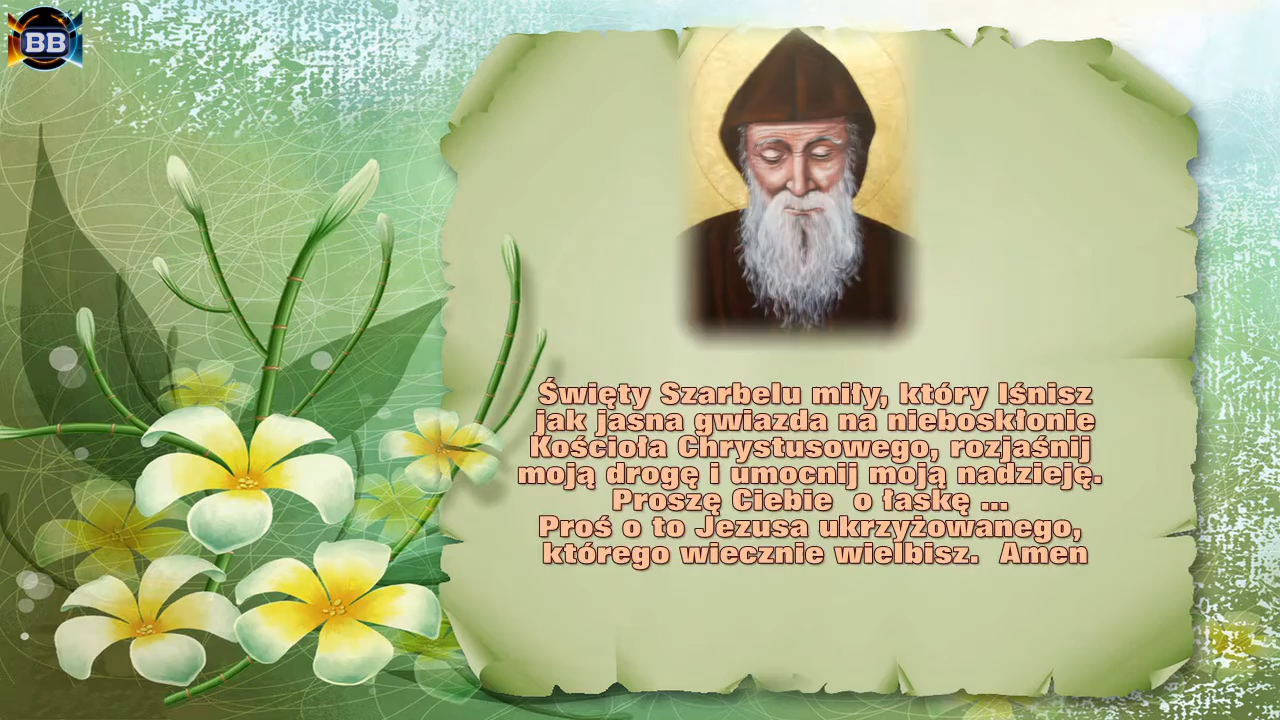 BB
Święty Szarbelu miły, który lśnisz
jak jasna gwiazda na nieboskłonie
Kościoła Chrystusowego, rozjaśnij
moją drogę i umocnij moją nadzieję.
Proszę Ciebie  o łaskę ...
Proś o to Jezusa ukrzyżowanego,
którego wiecznie wielbisz.  Amen